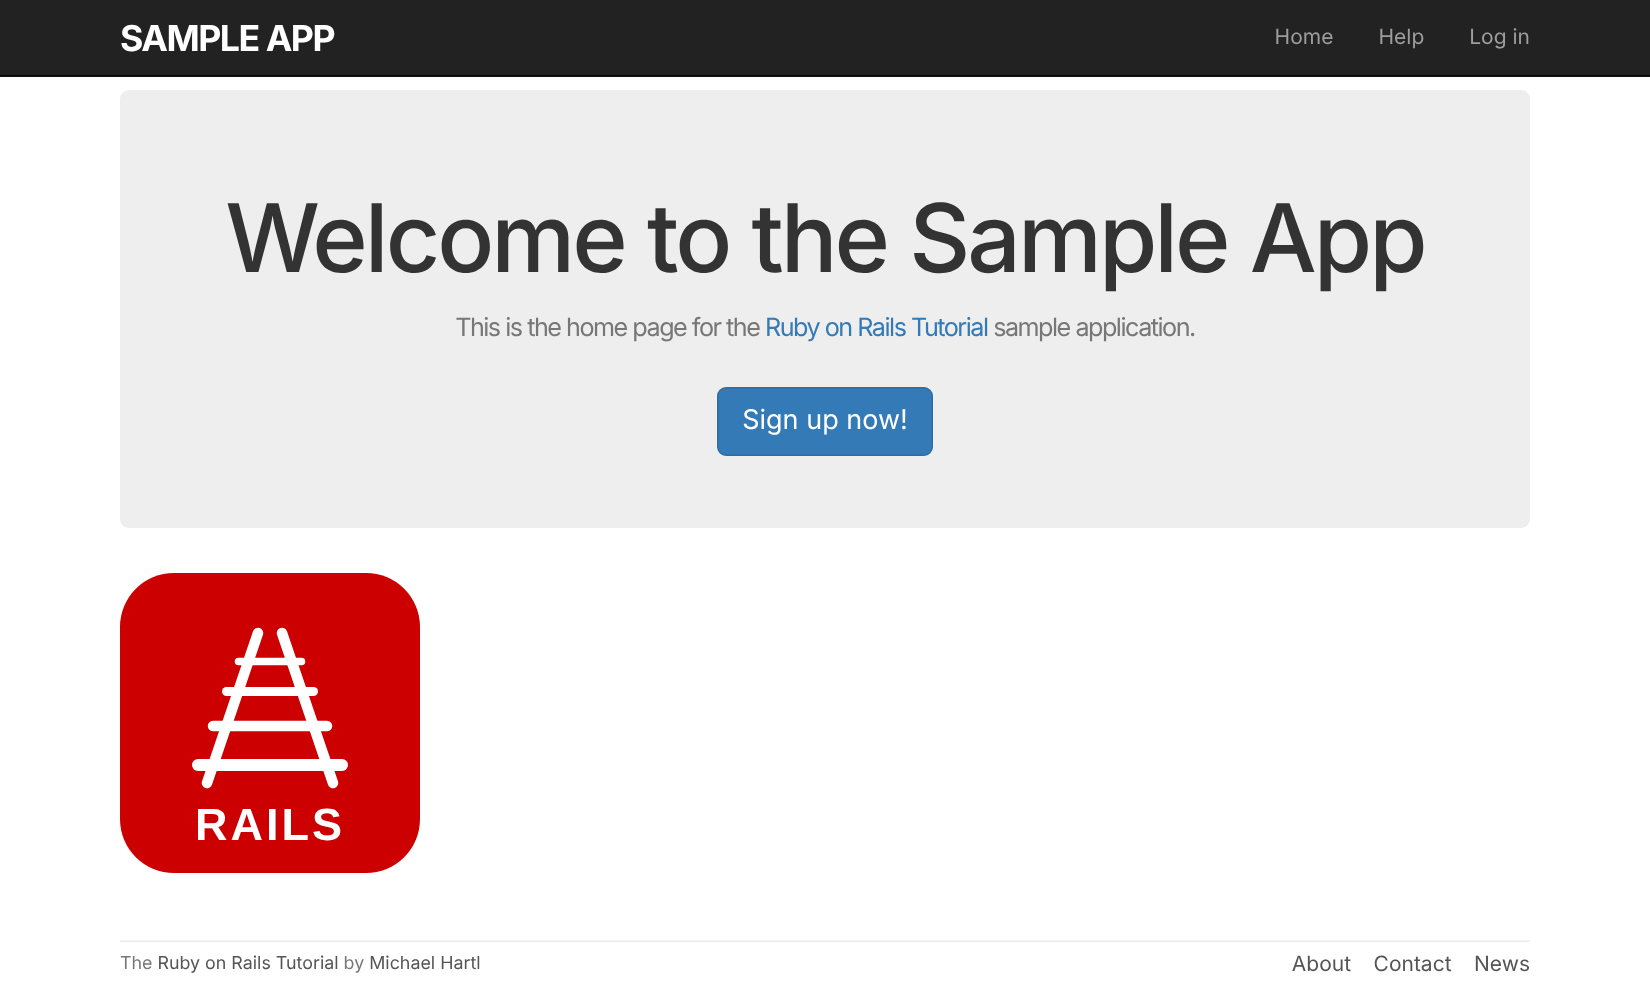 SAMPLE APP
Home Help Log in
Welcome to the Sample App
This is the home page for the Ruby on Rails Tutorial sample application.
Sign up now!
RAILS
The Ruby on Rails Tutorial by Michael Hartl
About Contact News